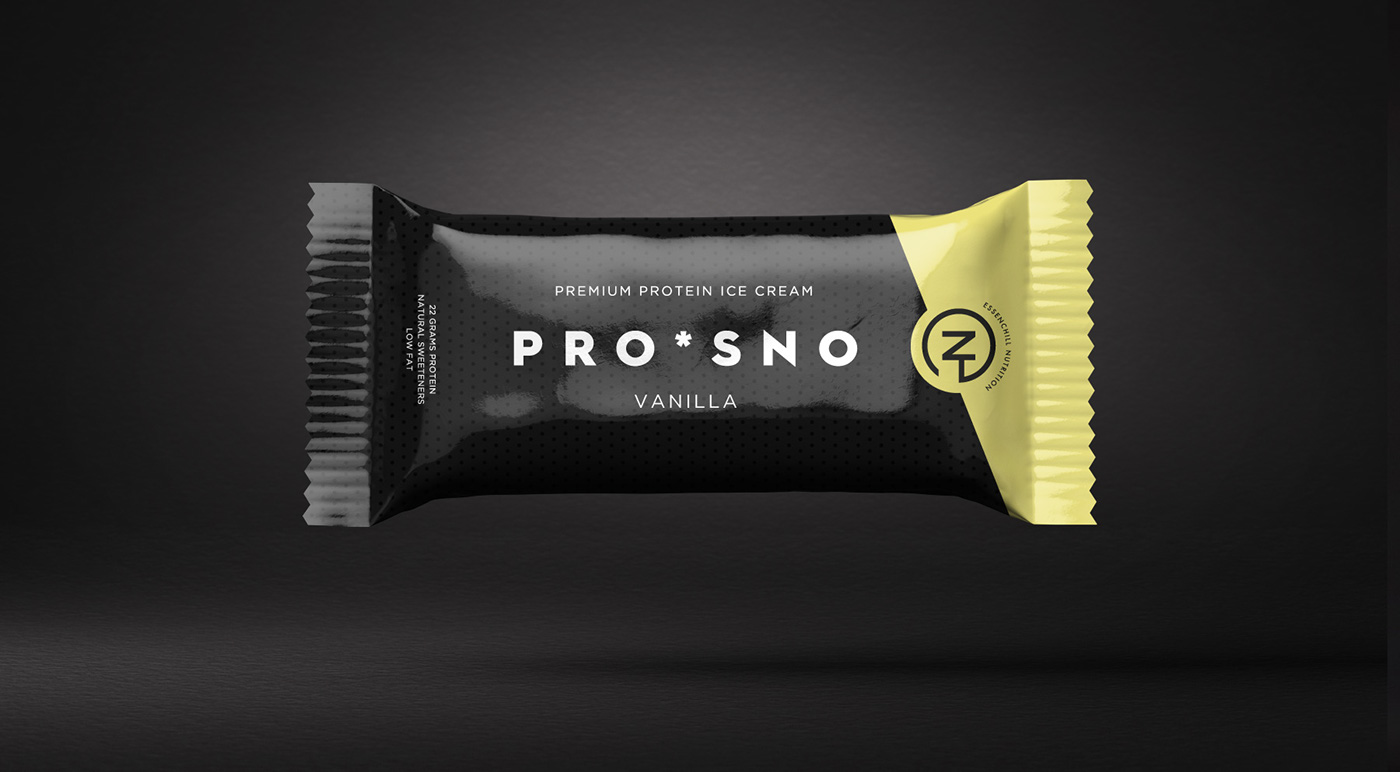 PREMIUM PROTEIN ICE CREAM
PRO*SNO
VANILLA
22 GRAMS PROTEIN
NATURAL SWEETENERS
LOW FAT
ESSENCHILL NUTRITION